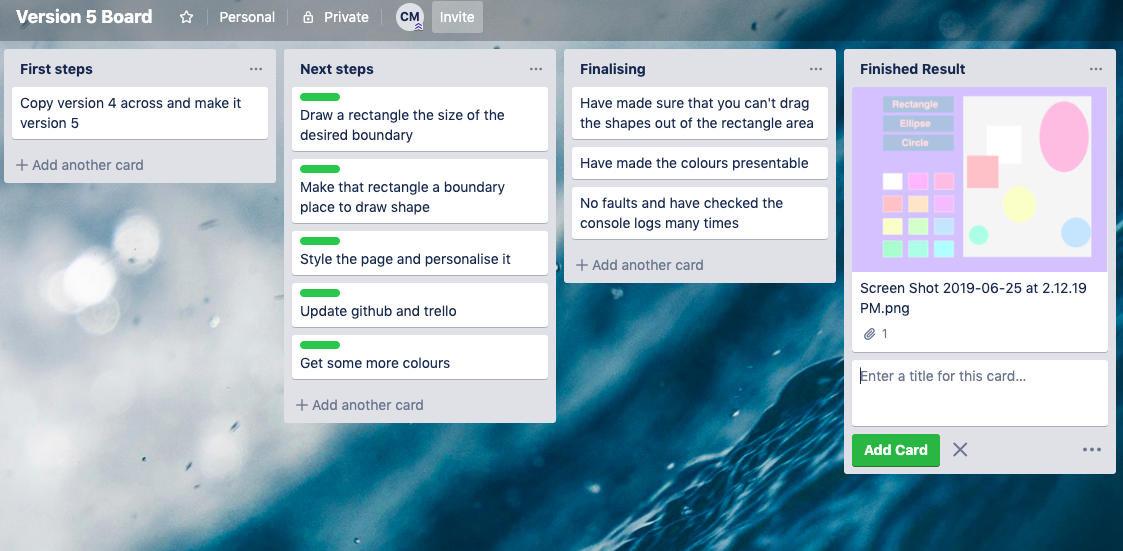 Version 5 Board
Personal
Private
CM
Invite
First steps
Copy version 4 across and make it
version 5
Add another card
Next steps
Draw a rectangle the size of the
desired boundary
Make that rectangle a boundary
place to draw shape
Style the page and personalise it
Update github and trello
Get some more colours
Add another card
Finalising
Have made sure that you can't drag
the shapes out of the rectangle area
Have made the colours presentable
No faults and have checked the
console logs many times
Add another card
Finished Result
Rectangle
Ellipse
Circle
Screen Shot 2019-06-25 at 2.12.19
PM.png
1
Enter a title for this card...
Add Card